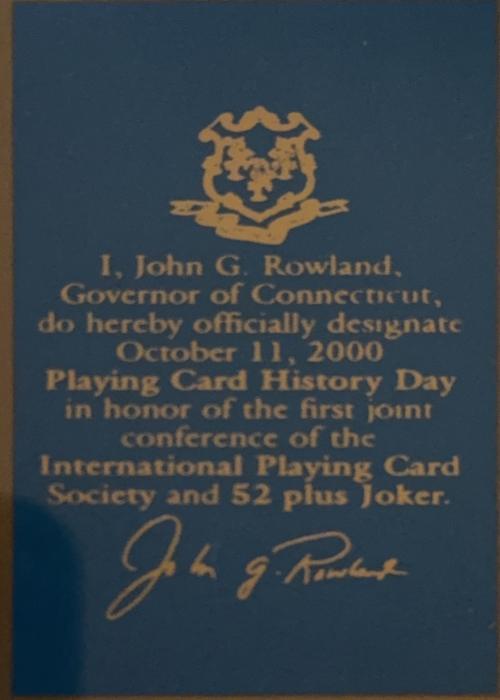 I, John G. Rowland,
Governor of Connecticut,
do hereby officially designate
October 11, 2000
Playing Card History Day
in honor of the first joint
conference of the
International Playing Card
Society and 52 plus Joker.
John G. Rowland